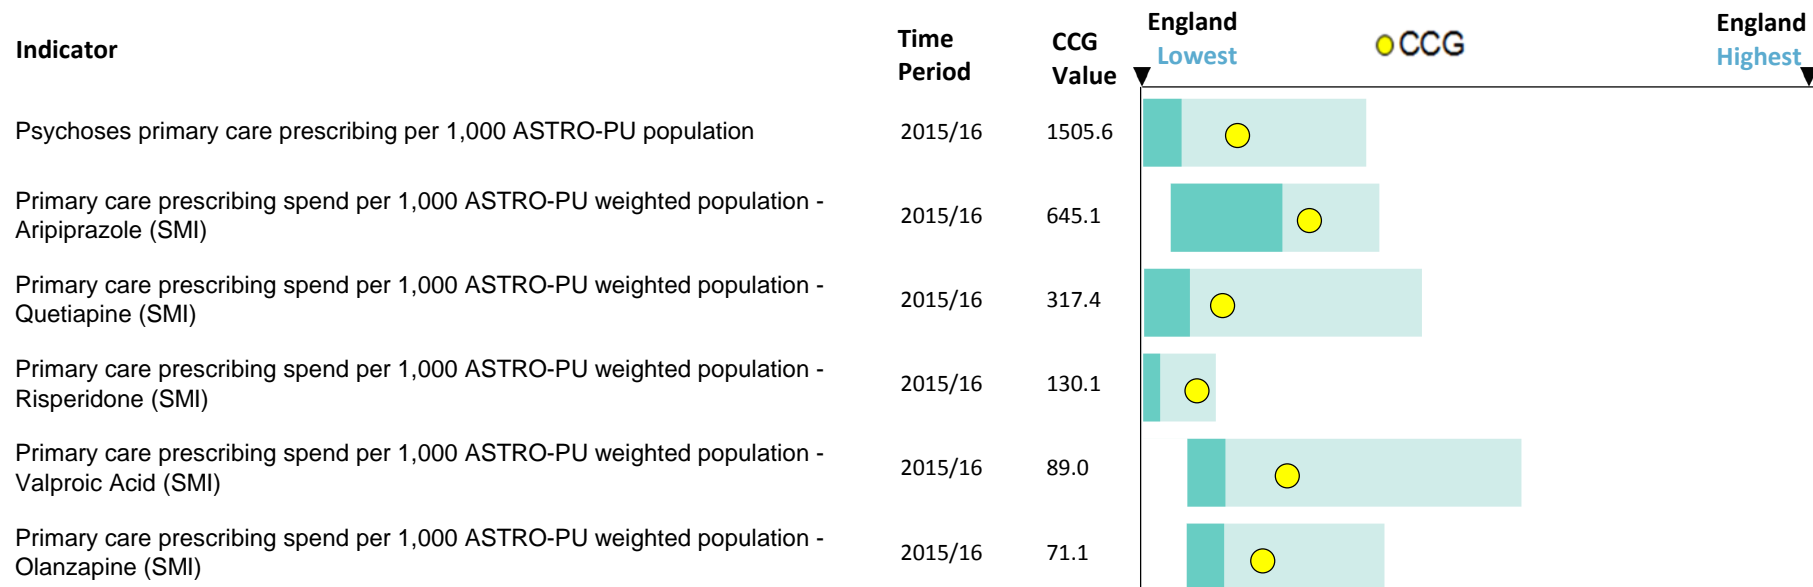 Indicator
Time Period
CCG Value
England Lowest
CCG
England Highest
Psychoses primary care prescribing per 1,000 ASTRO-PU population
2015/16
1505.6
Primary care prescribing spend per 1,000 ASTRO-PU weighted population -
Aripiprazole (SMI)
2015/16
645.1
Primary care prescribing spend per 1,000 ASTRO-PU weighted population -
Quetiapine (SMI)
2015/16
317.4
Primary care prescribing spend per 1,000 ASTRO-PU weighted population -
Risperidone (SMI)
2015/16
130.1
Primary care prescribing spend per 1,000 ASTRO-PU weighted population -
Valproic Acid (SMI)
2015/16
89.0
Primary care prescribing spend per 1,000 ASTRO-PU weighted population -
Olanzapine (SMI)
2015/16
71.1